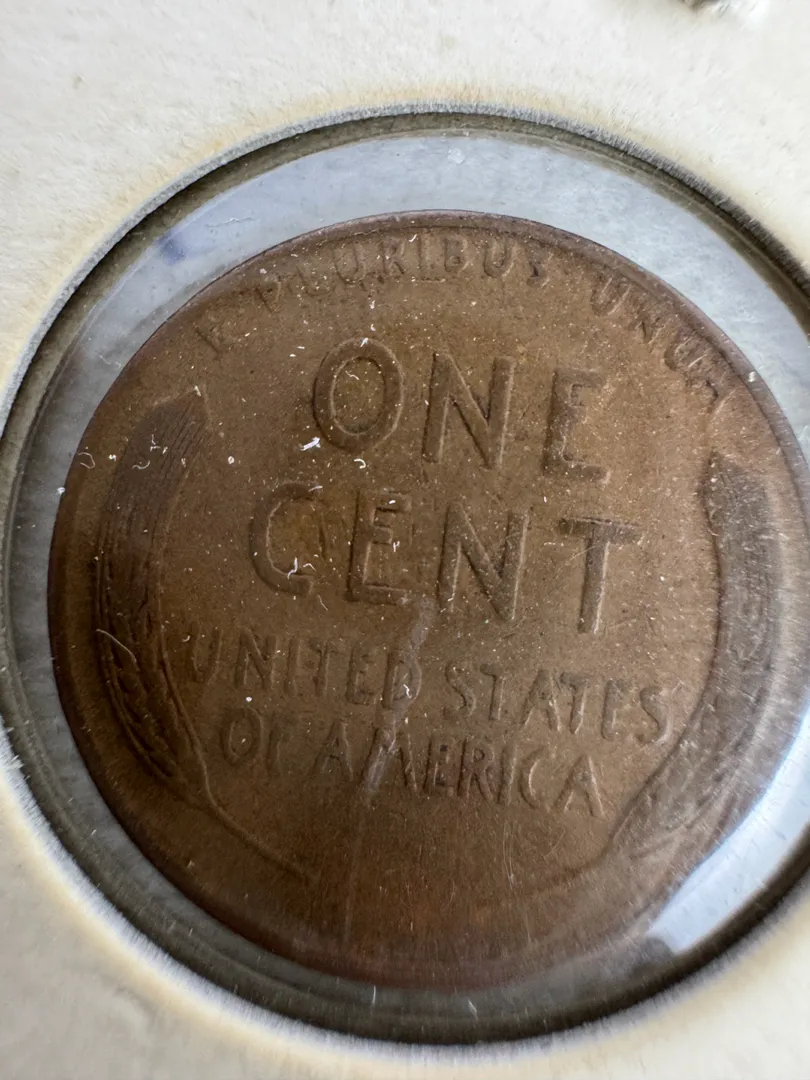 E PLURIBUS UNUM
ONE
CENT
UNITED STATES
OF AMERICA